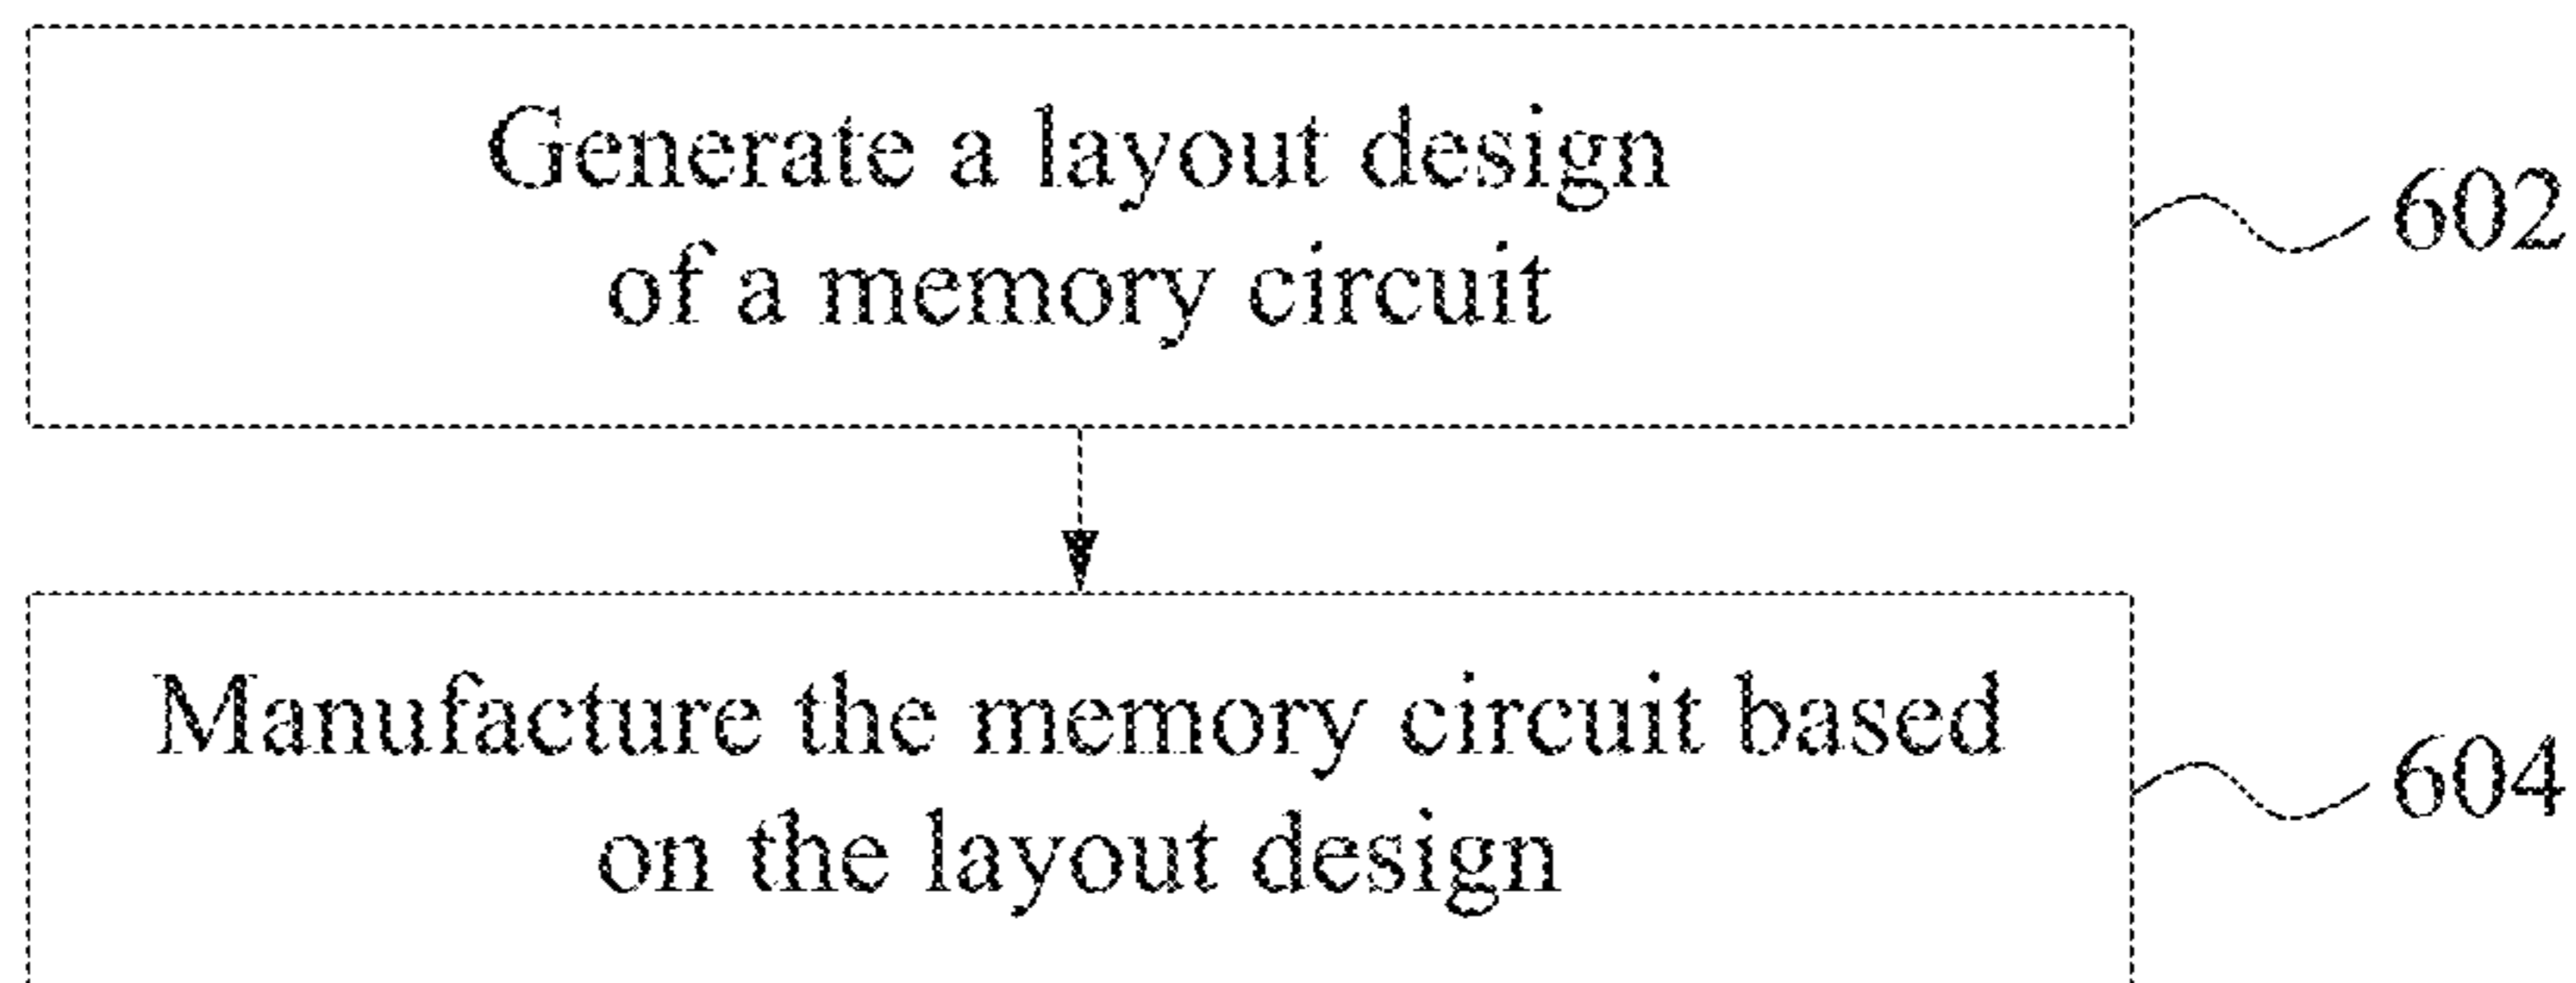 Generate a layout design
of a memory circuit
602
Manufacture the memory circuit based
on the layout design
604